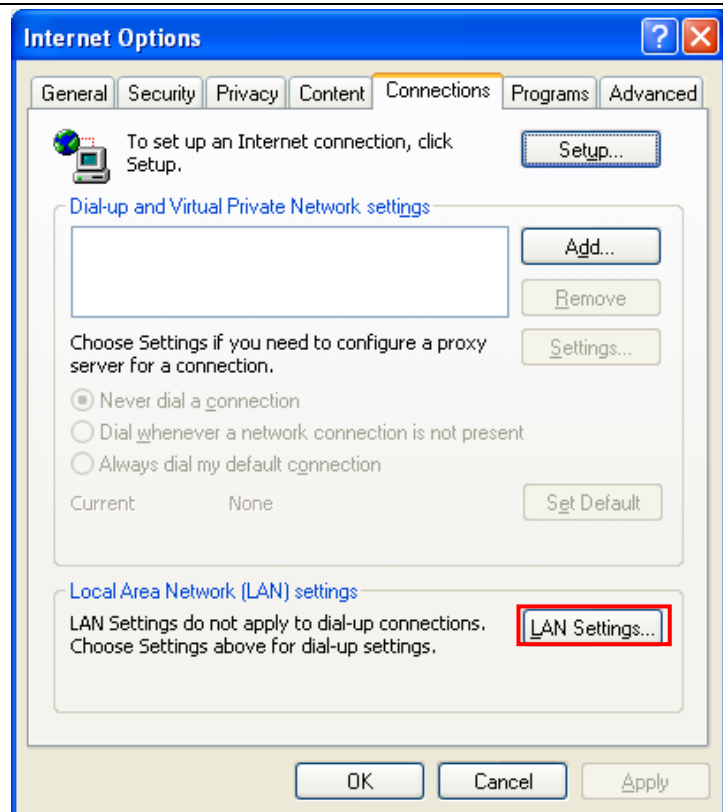 Internet Options
?
General Security Privacy Content Connections Programs Advanced
To set up an Internet connection, click
Setup.
Setup...
Dial-up and Virtual Private Network settings
Add...
Remove
Choose Settings if you need to configure a proxy
server for a connection.
Settings...
Never dial a connection
Dial whenever a network connection is not present
Always dial my default connection
Current None
Set Default
Local Area Network (LAN) settings
LAN Settings do not apply to dial-up connections.
Choose Settings above for dial-up settings.
LAN Settings...
OK Cancel Apply